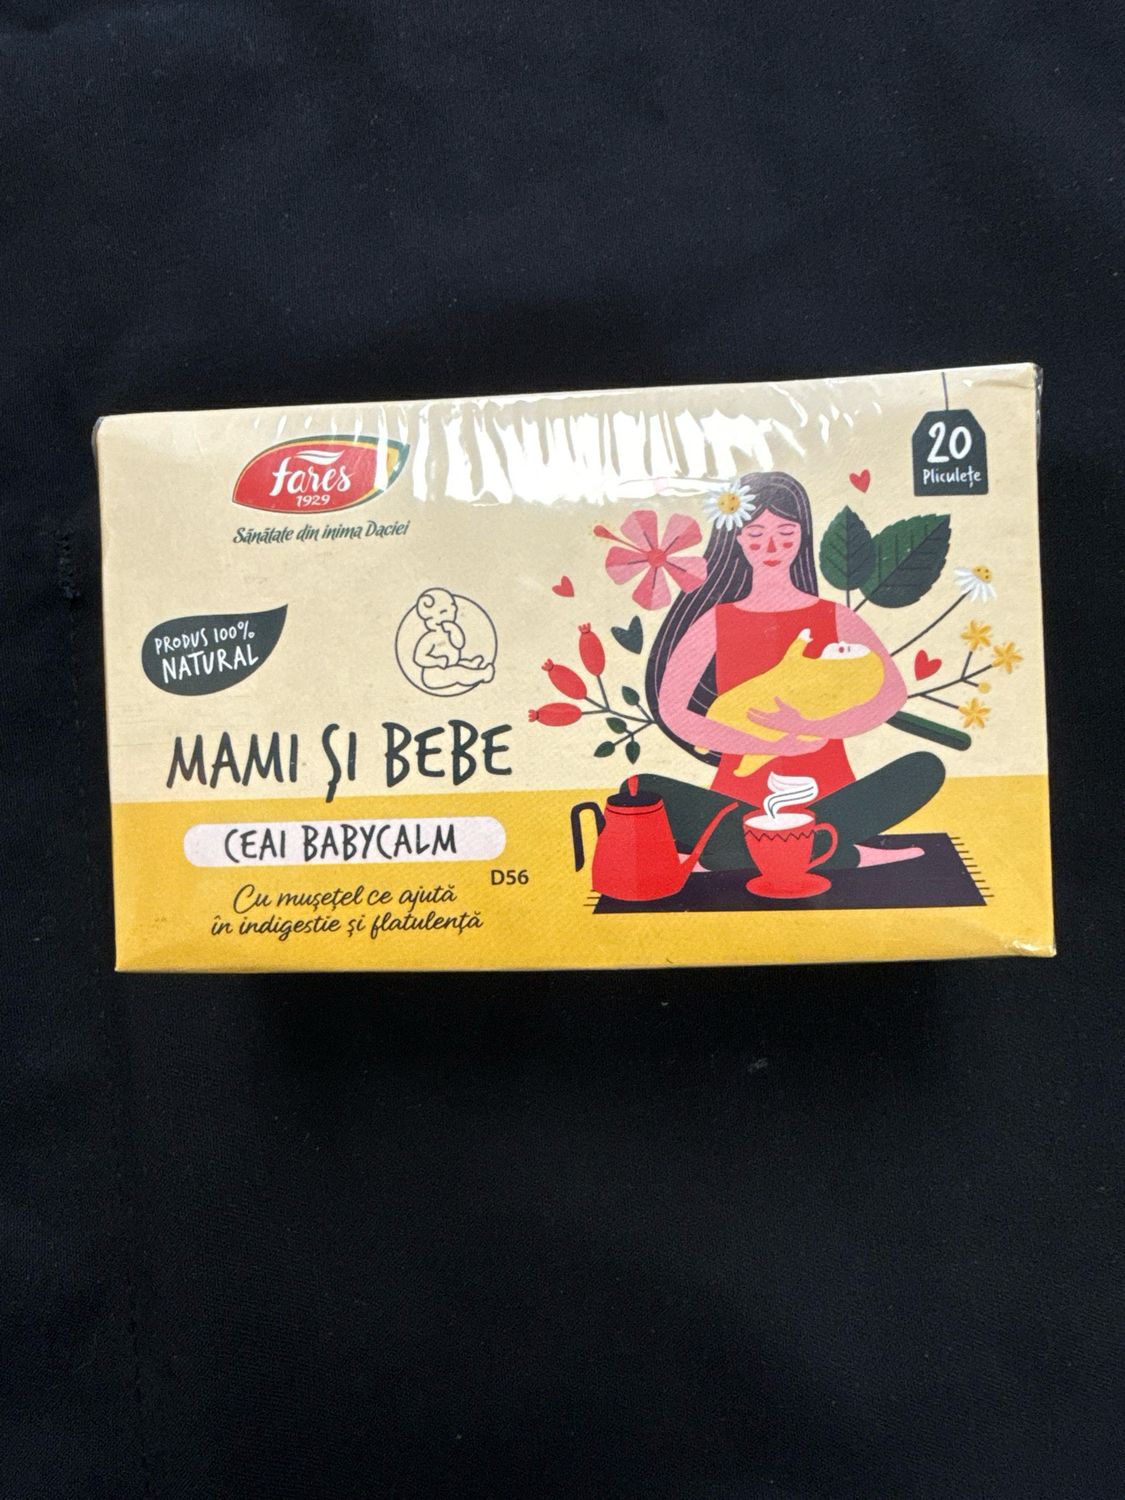 fares
1929
Sănătate din inima Daciei
20
Pliculețe
PRODUS 100%
NATURAL
MAMI ȘI BEBE
CEAI BABYCALM
D56
Cu mușețel ce ajută
în indigestie și flatulență